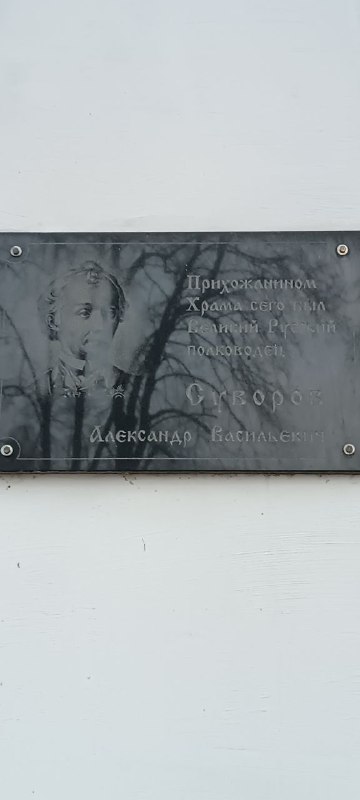 Прихожанином
Храма сего был
Великий Русский
полководец
Суворов
Александр Васильевич